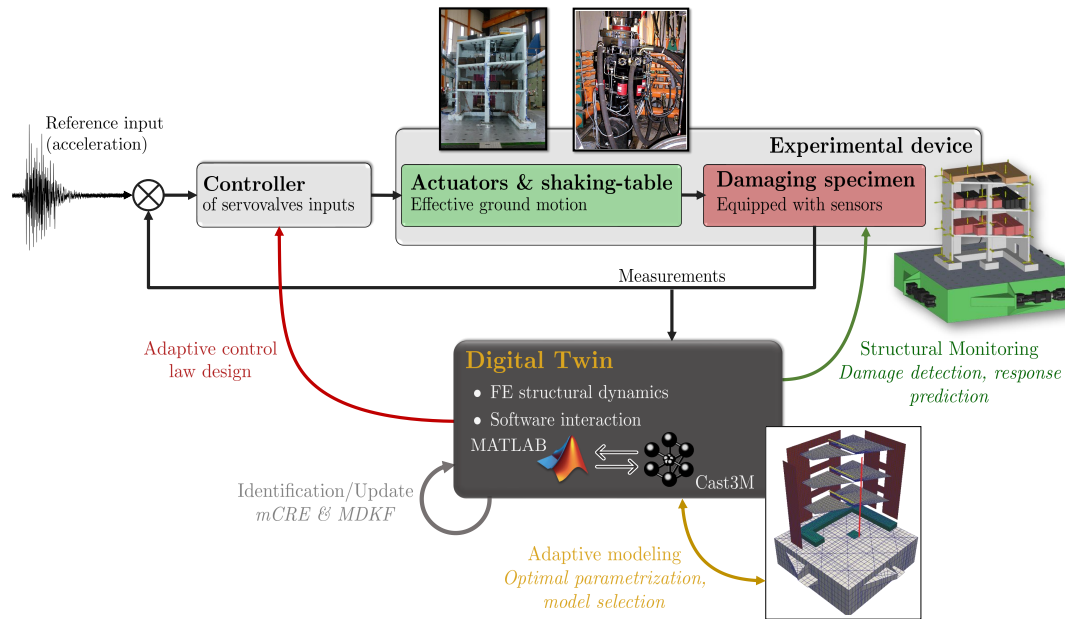 Reference input
(acceleration)
Experimental device
Controller
of servovalves inputs
Actuators & shaking-table
Effective ground motion
Damaging specimen
Equipped with sensors
Measurements
Adaptive control
law design
Digital Twin
• FE structural dynamics
• Software interaction
MATLAB
Cast3M
Structural Monitoring
Damage detection, response
prediction
Identification/Update
mCRE & MDKF
Adaptive modeling
Optimal parametrization,
model selection